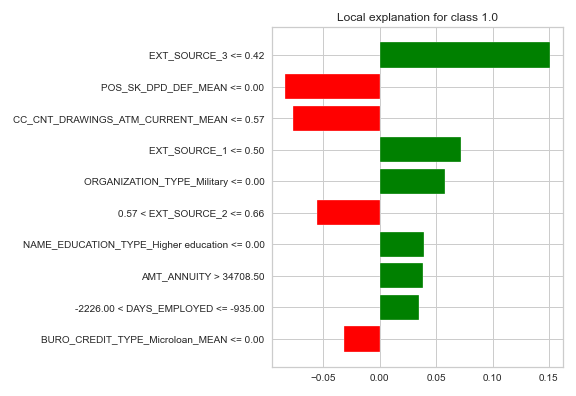 Local explanation for class 1.0
EXT_SOURCE_3 <= 0.42
POS_SK_DPD_DEF_MEAN <= 0.00
CC_CNT_DRAWINGS_ATM_CURRENT_MEAN <= 0.57
EXT_SOURCE_1 <= 0.50
ORGANIZATION_TYPE_Military <= 0.00
0.57 < EXT_SOURCE_2 <= 0.66
NAME_EDUCATION_TYPE_Higher education <= 0.00
AMT_ANNUITY > 34708.50
-2226.00 < DAYS_EMPLOYED <= -935.00
BURO_CREDIT_TYPE_Microloan_MEAN <= 0.00
−0.05 0.00 0.05 0.10 0.15